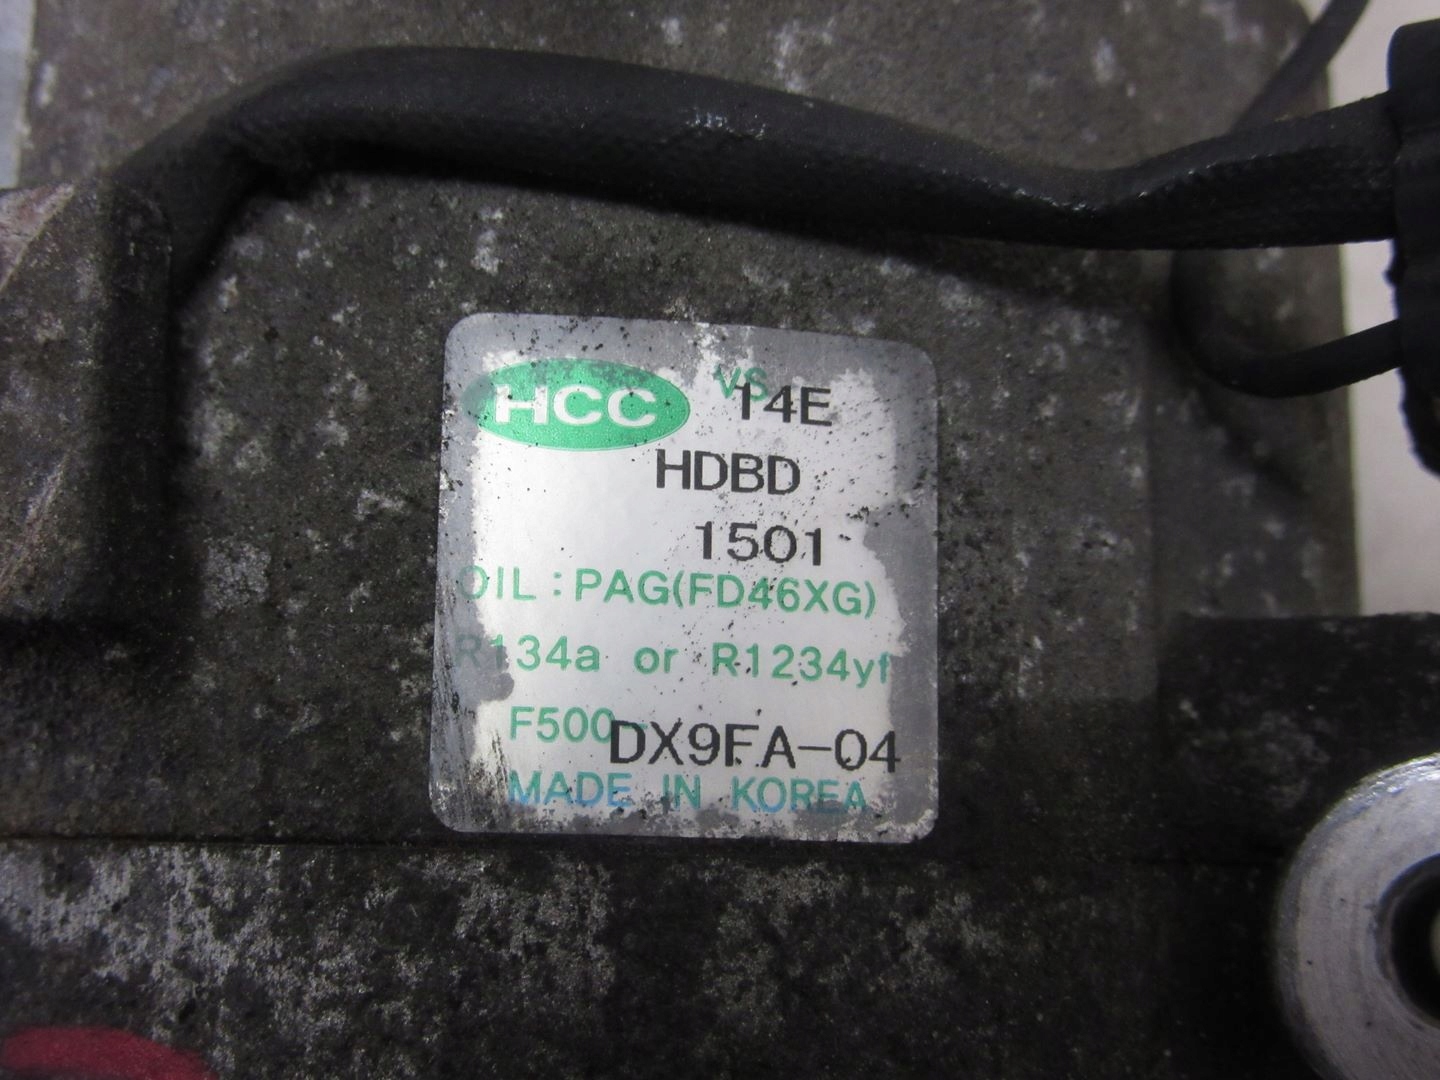 HCC VS 14E
HDBD
1501
OIL : PAG(FD46XG)
R134a or R1234yf
F500-DX9FA-04
MADE IN KOREA